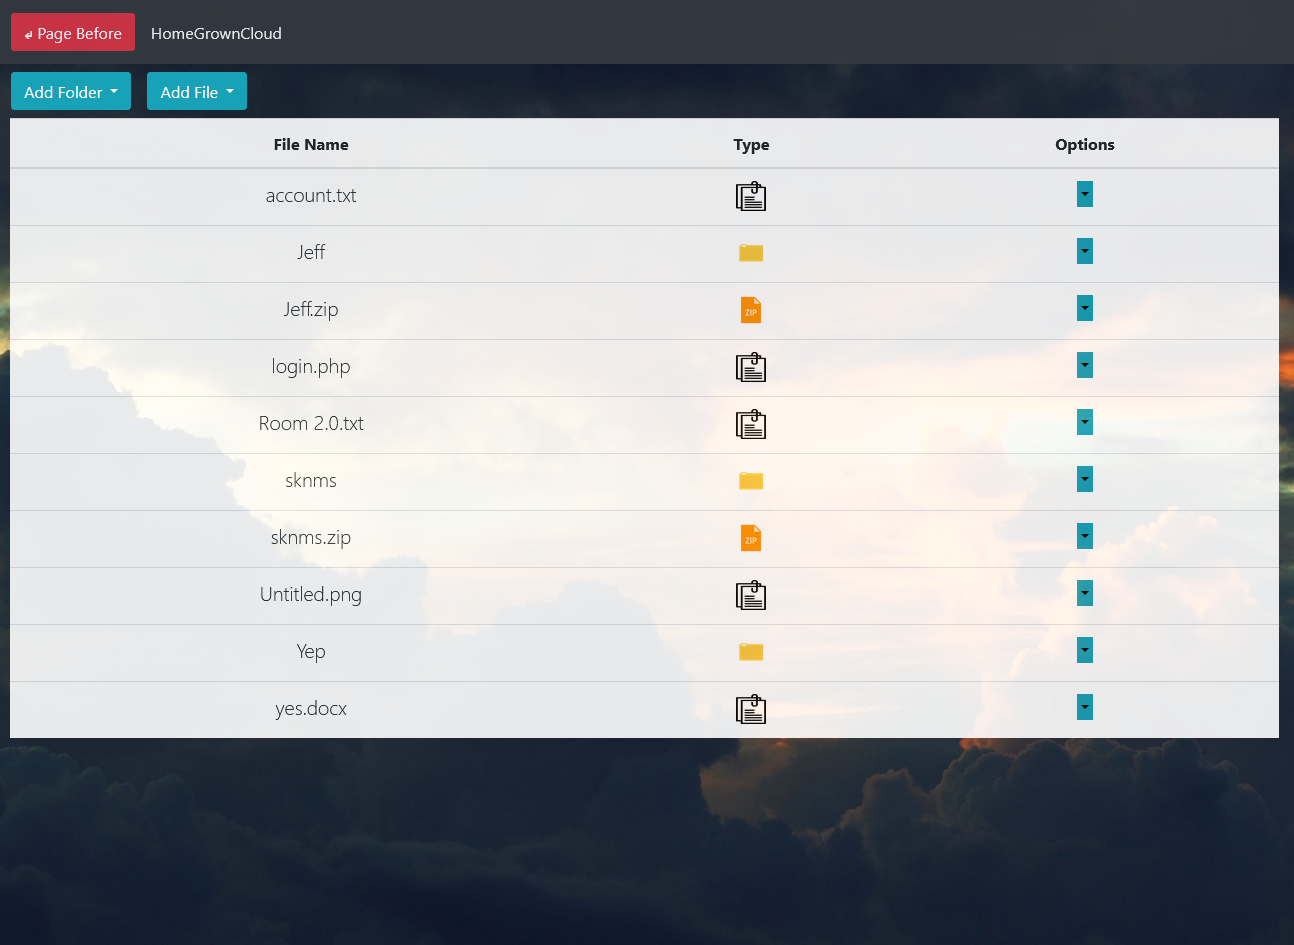 Page Before HomeGrownCloud
Add Folder Add File
File Name Type Options
account.txt
Jeff
Jeff.zip ZIP
login.php
Room 2.0.txt
sknms
sknms.zip ZIP
Untitled.png
Yep
yes.docx